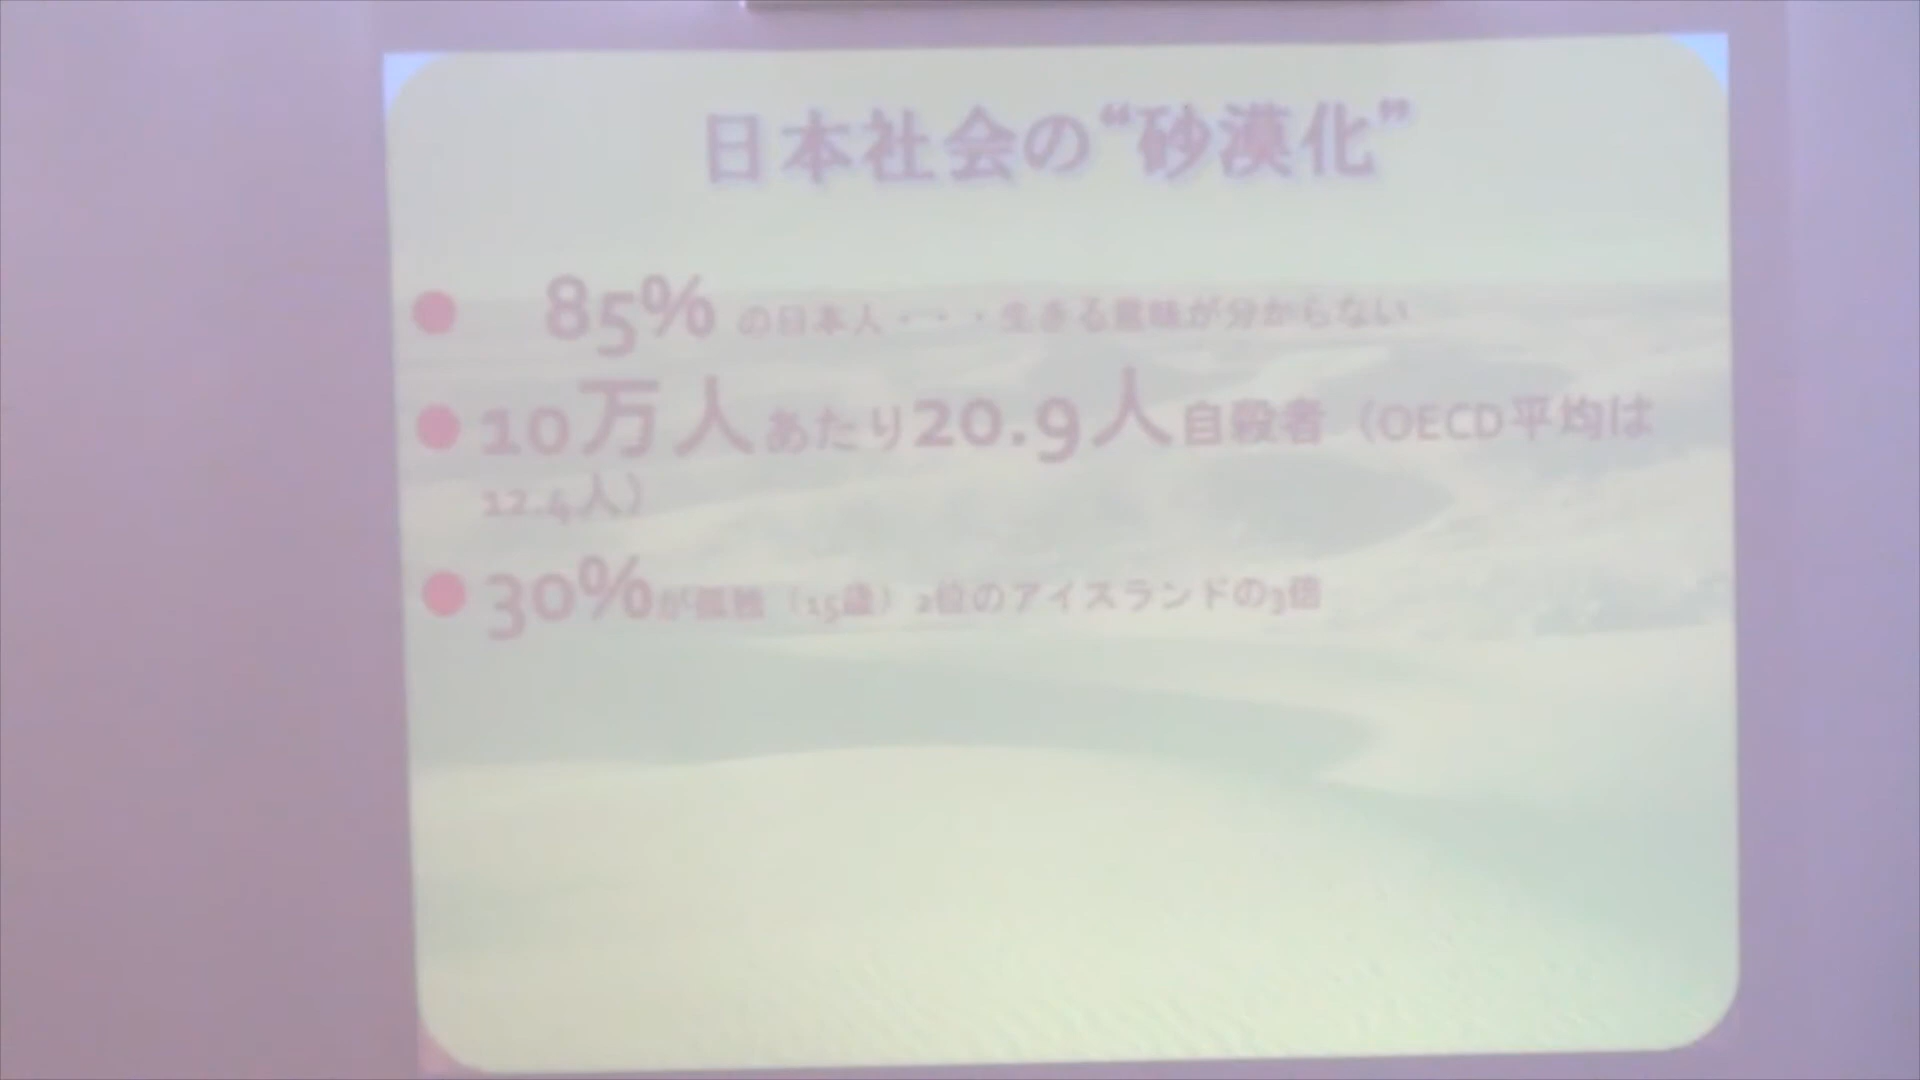 日本社会の“砂漠化”
85%の日本人・・・生きる意味が分からない
10万人あたり20.9人自殺者（OECD平均は
12.4人）
30%が孤独（15歳）2位のアイスランドの3倍